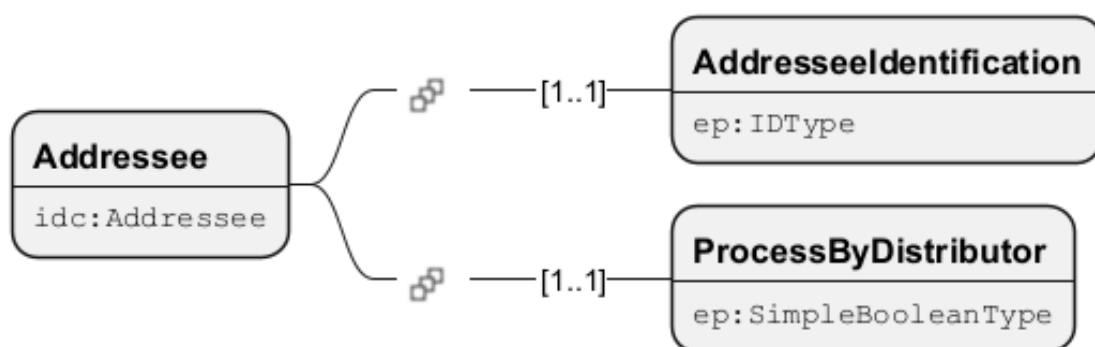 Addressee
idc:Addressee
[1..1]
AddresseeIdentification
ep:IDType
[1..1]
ProcessByDistributor
ep:SimpleBooleanType